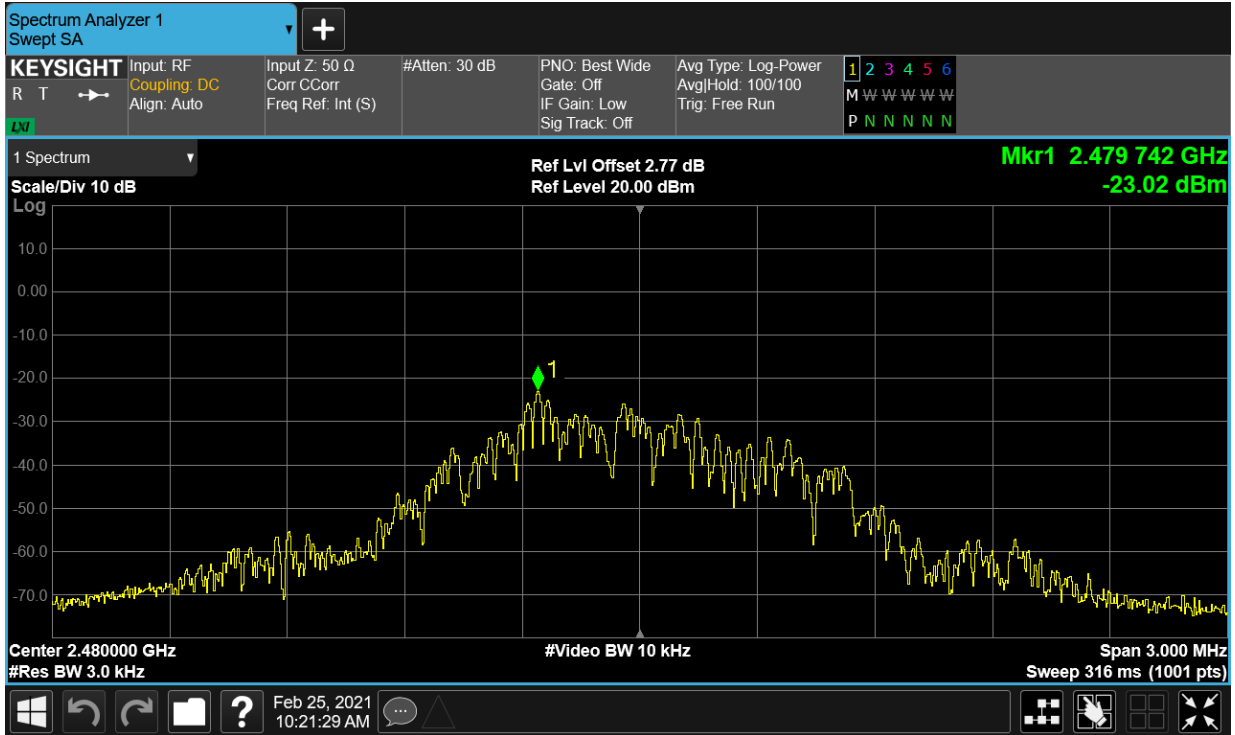 Spectrum Analyzer 1
Swept SA
+
KEYSIGHT
R T
LXI
Input: RF
Coupling: DC
Align: Auto
Input Z: 50 Ω
Corr CCorr
Freq Ref: Int (S)
#Atten: 30 dB
PNO: Best Wide
Gate: Off
IF Gain: Low
Sig Track: Off
Avg Type: Log-Power
Avg|Hold: 100/100
Trig: Free Run
1 2 3 4 5 6
M W W W W W
P N N N N N
1 Spectrum
Scale/Div 10 dB
Log
Ref Lvl Offset 2.77 dB
Ref Level 20.00 dBm
Mkr1 2.479 742 GHz
-23.02 dBm
10.0
0.00
-10.0
-20.0
-30.0
-40.0
-50.0
-60.0
-70.0
1
Center 2.480000 GHz
#Res BW 3.0 kHz
#Video BW 10 kHz
Span 3.000 MHz
Sweep 316 ms (1001 pts)
?
Feb 25, 2021
10:21:29 AM